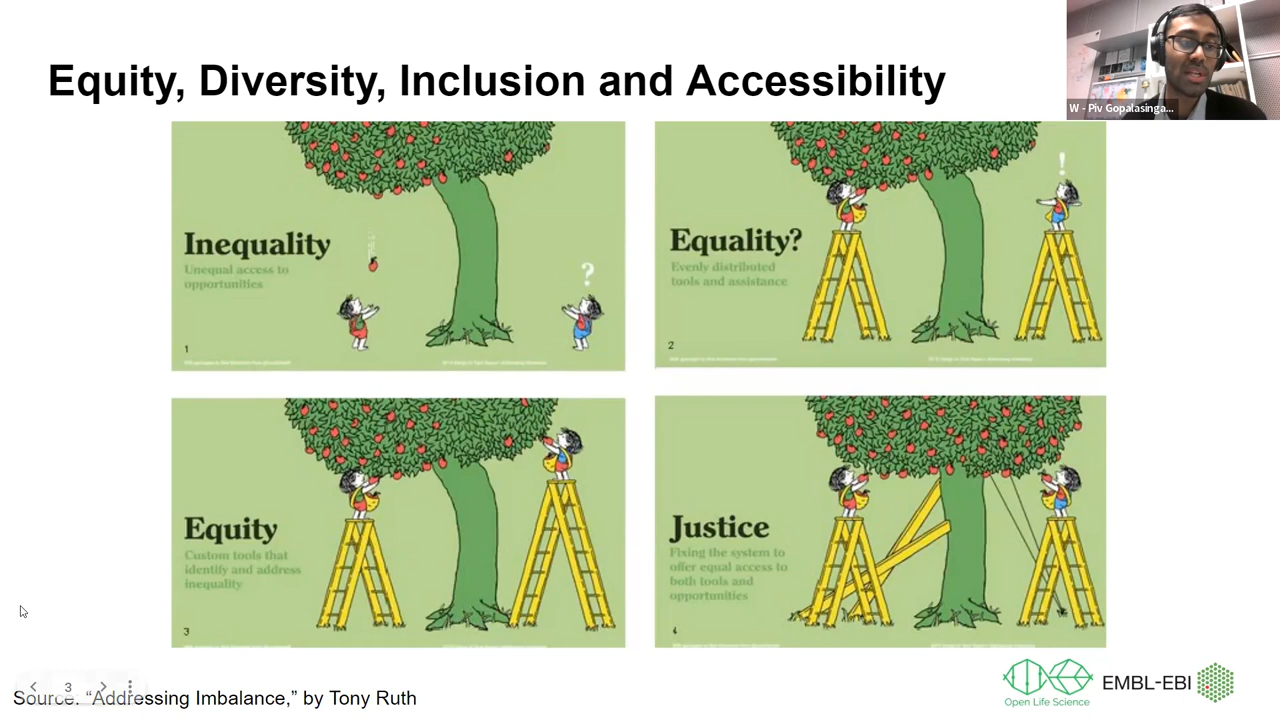 Equity, Diversity, Inclusion and Accessibility
W - Piv Gopalasinga...
Inequality
Unequal access to
opportunities
?
1
Equality?
Evenly distributed
tools and assistance
!
2
Equity
Custom tools that
identify and address
inequality
3
Justice
Fixing the system to
offer equal access to
both tools and
opportunities
4
3
Source: “Addressing Imbalance,” by Tony Ruth
Open Life Science
EMBL-EBI